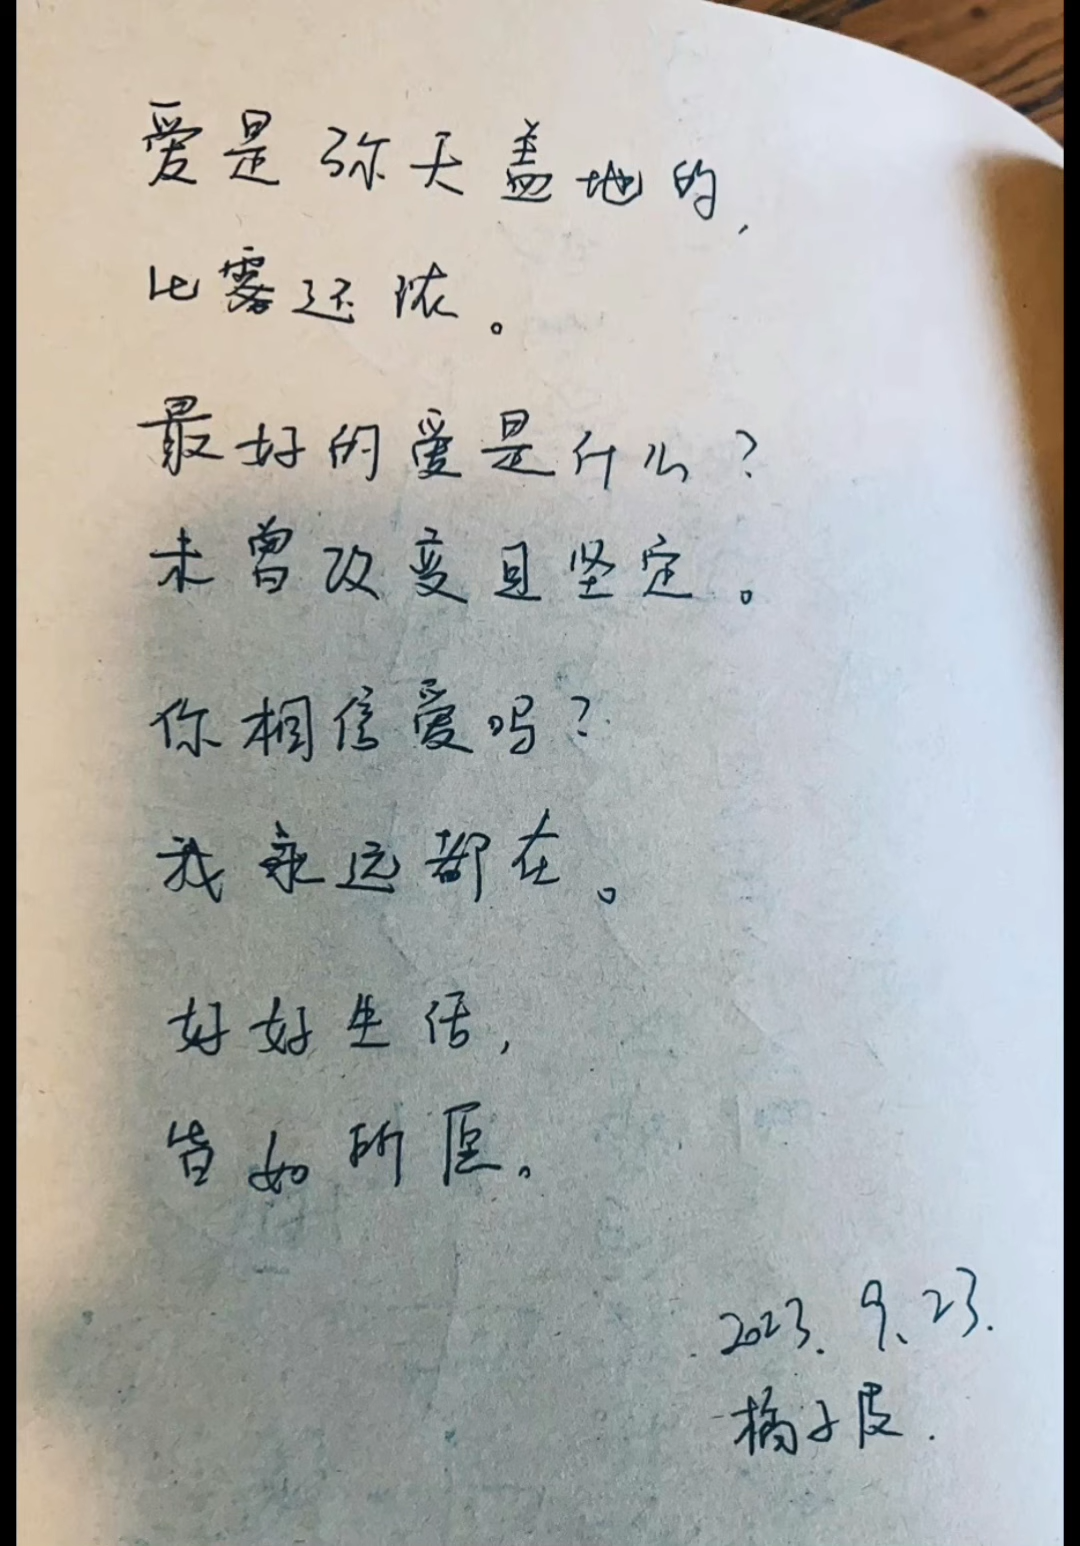 爱是弥天盖地的，
比雾还浓。
最好的爱是什么？
未曾改变且坚定。
你相信爱吗？
我永远都在。
好好生活，
皆如所愿。
2023.9.23.
橘子皮.